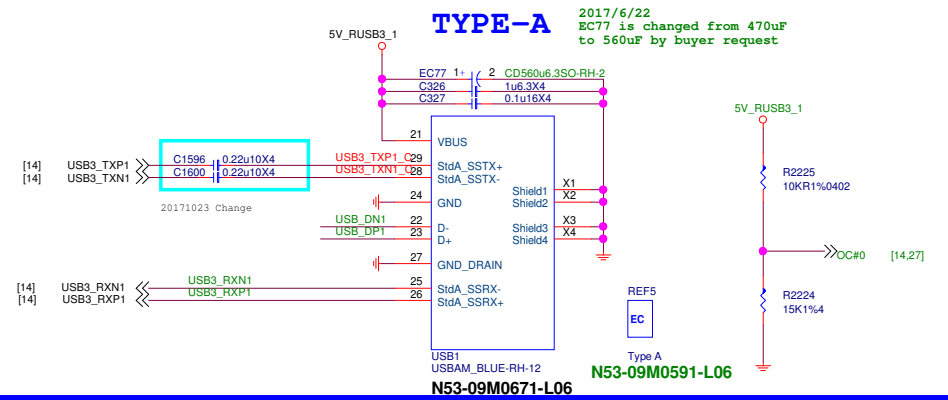 TYPE-A
2017/6/22
EC77 is changed from 470uF
to 560uF by buyer request
5V_RUSB3_1
EC77 1+ 2 CD560u6.3SO-RH-2
C326 1u6.3X4
C327 0.1u16X4
5V_RUSB3_1
21 VBUS
[14] USB3_TXP1 C1596 0.22u10X4 USB3_TXP1_C 29 StdA_SSTX+
[14] USB3_TXN1 C1600 0.22u10X4 USB3_TXN1_C 28 StdA_SSTX-
20171023 Change
24 GND
Shield1 X1
Shield2 X2
USB_DN1 22 D-
USB_DP1 23 D+
Shield3 X3
Shield4 X4
27 GND_DRAIN
[14] USB3_RXN1 USB3_RXN1 25 StdA_SSRX-
[14] USB3_RXP1 USB3_RXP1 26 StdA_SSRX+
R2225
10KR1%0402
OC#0 [14,27]
R2224
15K1%4
REF5
EC
Type A
N53-09M0591-L06
USB1
USBAM_BLUE-RH-12
N53-09M0671-L06